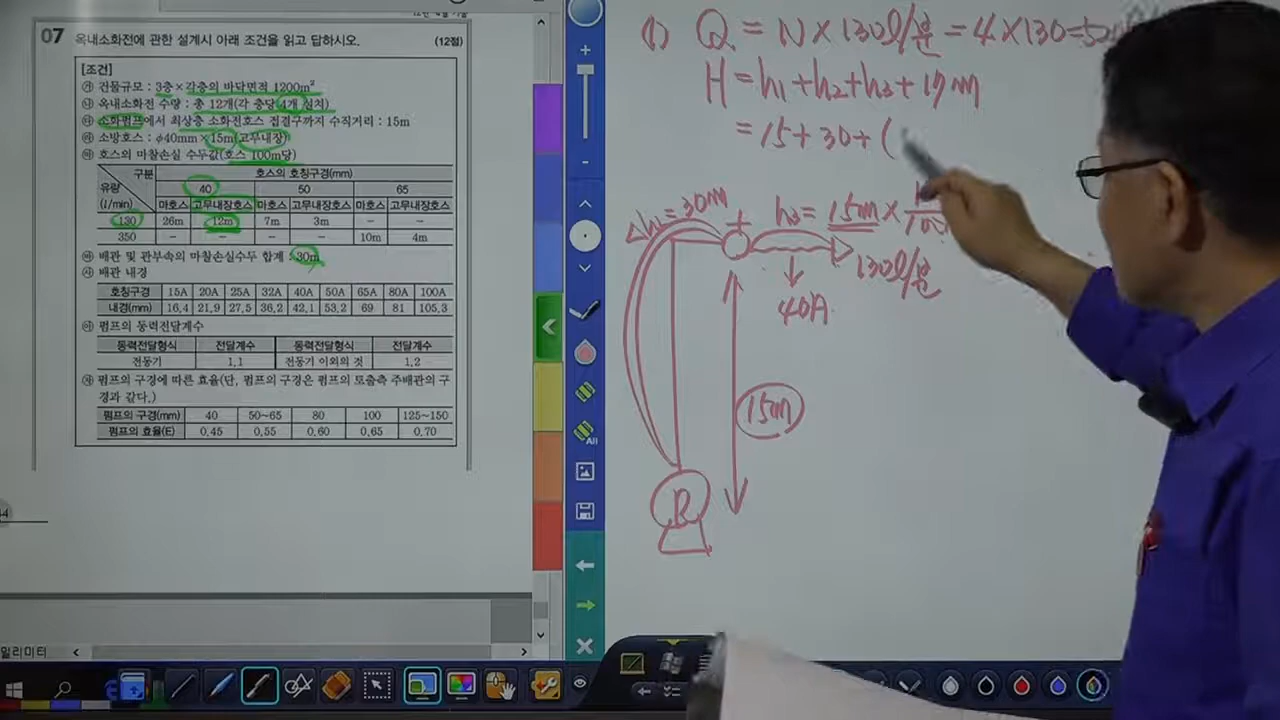 07 옥내소화전에 관한 설계시 아래 조건을 읽고 답하시오. (12점)
[조건]
㉮ 건물규모 : 3층×각층의 바닥면적 1200m²
㉯ 옥내소화전 수량 : 총 12개(각 층당 4개 설치)
㉰ 소화펌프에서 최상층 소화전호스 접결구까지 수직거리 : 15m
㉱ 소방호스 : φ40mm×15m(고무내장)
㉲ 호스의 마찰손실 수두값(호스 100m당)
구분 호스의 호칭구경(mm)
유량(l/min) 40 50 65
마호스 고무내장호스 마호스 고무내장호스 마호스 고무내장호스
130 26m 12m 7m 3m - -
350 - - - - 10m 4m
㉳ 배관 및 관부속의 마찰손실수두 합계 : 30m
㉴ 배관 내경
호칭구경 15A 20A 25A 32A 40A 50A 65A 80A 100A
내경(mm) 16.4 21.9 27.5 36.2 42.1 53.2 69 81 105.3
㉵ 펌프의 동력전달계수
동력전달형식 전달계수 동력전달형식 전달계수
전동기 1.1 전동기 이외의 것 1.2
㉶ 펌프의 구경에 따른 효율(단, 펌프의 구경은 펌프의 토출측 주배관의 구
경과 같다.)
펌프의 구경(mm) 40 50~65 80 100 125~150
펌프의 효율(E) 0.45 0.55 0.60 0.65 0.70
일리미터
All
(1) Q = N×130l/분 = 4×130=
H = h1+h2+h3+17m
= 15+30+(
h3 = 15m×
130l/분
40A
15m
P